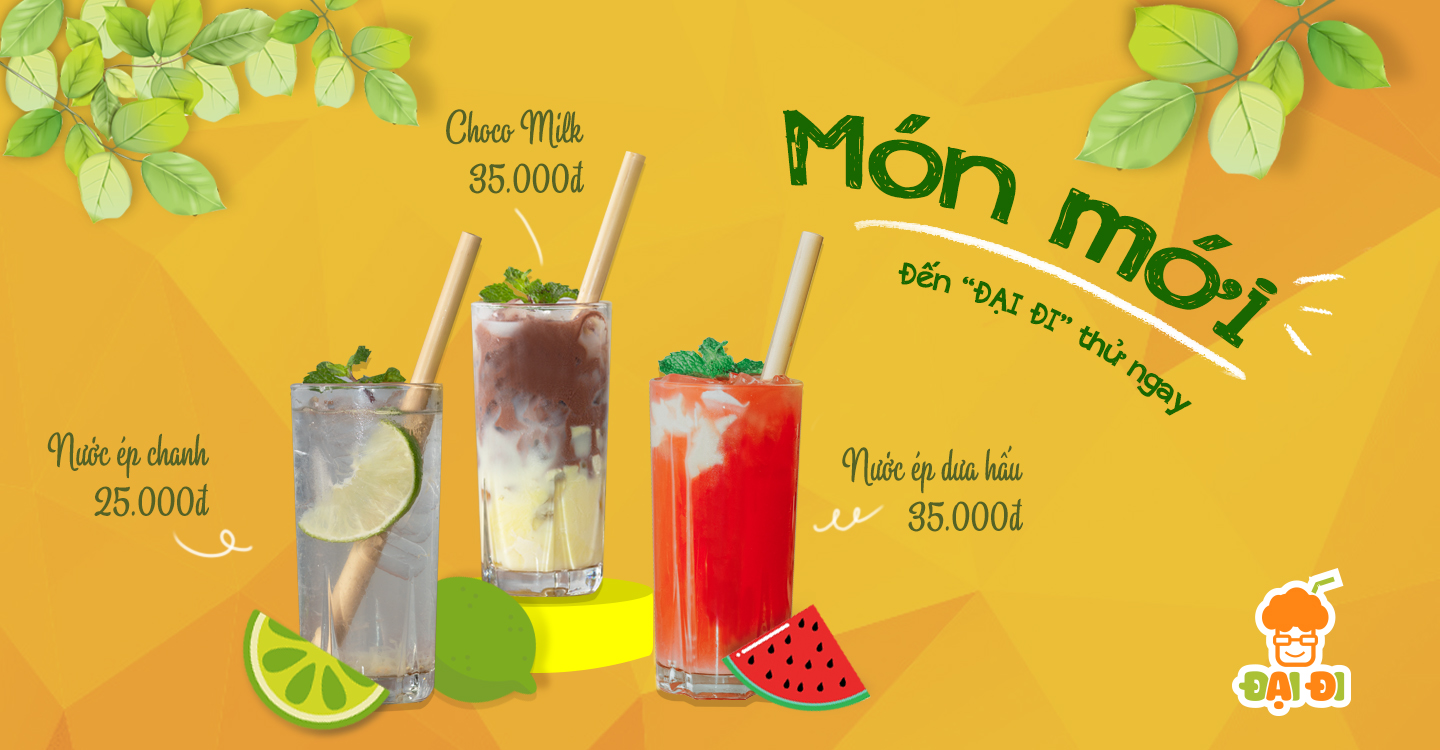 Choco Milk
35.000đ
Món mới
Đến “ĐẠI ĐI” thử ngay
Nước ép chanh
25.000đ
Nước ép dưa hấu
35.000đ
ĐẠI ĐI